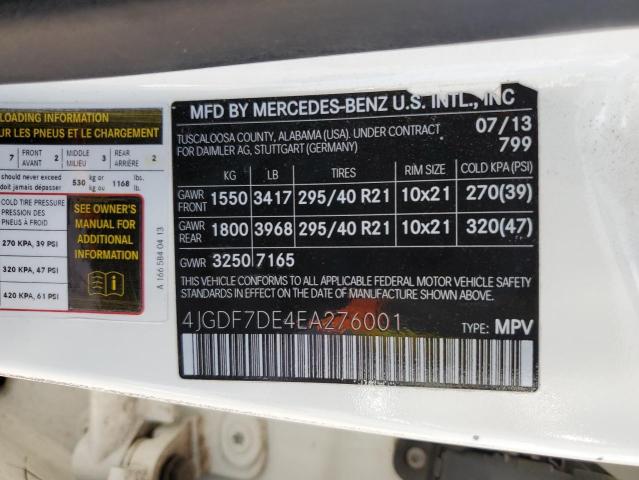 LOADING INFORMATION
UR LES PNEUS ET LE CHARGEMENT
7 FRONT AVANT 2 MIDDLE MILIEU 3 REAR ARRIÈRE 2
should never exceed
doit jamais dépasser
530 kg or kg ou 1168 lbs. lb.
COLD TIRE PRESSURE
PRESSION DES
PNEUS À FROID
270 KPA, 39 PSI
320 KPA, 47 PSI
420 KPA, 61 PSI
SEE OWNER'S
MANUAL FOR
ADDITIONAL
INFORMATION
A 166 584 04 13
MFD BY MERCEDES-BENZ U.S. INTL., INC
TUSCALOOSA COUNTY, ALABAMA (USA). UNDER CONTRACT 07/13
FOR DAIMLER AG, STUTTGART (GERMANY) 799
KG LB TIRES RIM SIZE COLD KPA (PSI)
GAWR FRONT 1550 3417 295/40 R21 10x21 270(39)
GAWR REAR 1800 3968 295/40 R21 10x21 320(47)
GVWR 3250 7165
THIS VEHICLE CONFORMS TO ALL APPLICABLE FEDERAL MOTOR VEHICLE SAFETY
STANDARDS IN EFFECT ON THE DATE OF MANUFACTURE SHOWN ABOVE.
4JGDF7DE4EA276001 TYPE: MPV